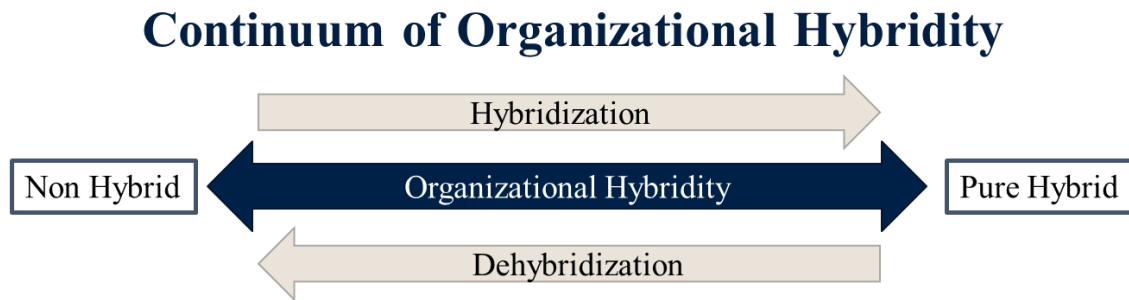 Continuum of Organizational Hybridity
Hybridization
Non Hybrid
Organizational Hybridity
Pure Hybrid
Dehybridization